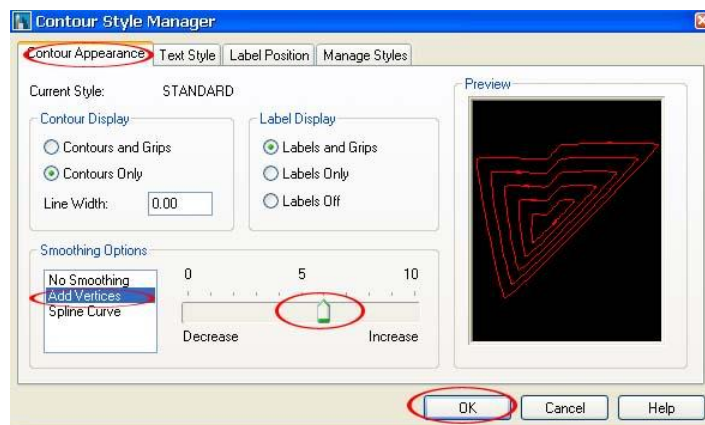 Contour Style Manager
Contour Appearance Text Style Label Position Manage Styles
Current Style: STANDARD
Preview
Contour Display
Contours and Grips
Contours Only
Line Width: 0.00
Label Display
Labels and Grips
Labels Only
Labels Off
Smoothing Options
No Smoothing
Add Vertices
Spline Curve
0 5 10
Decrease Increase
OK Cancel Help